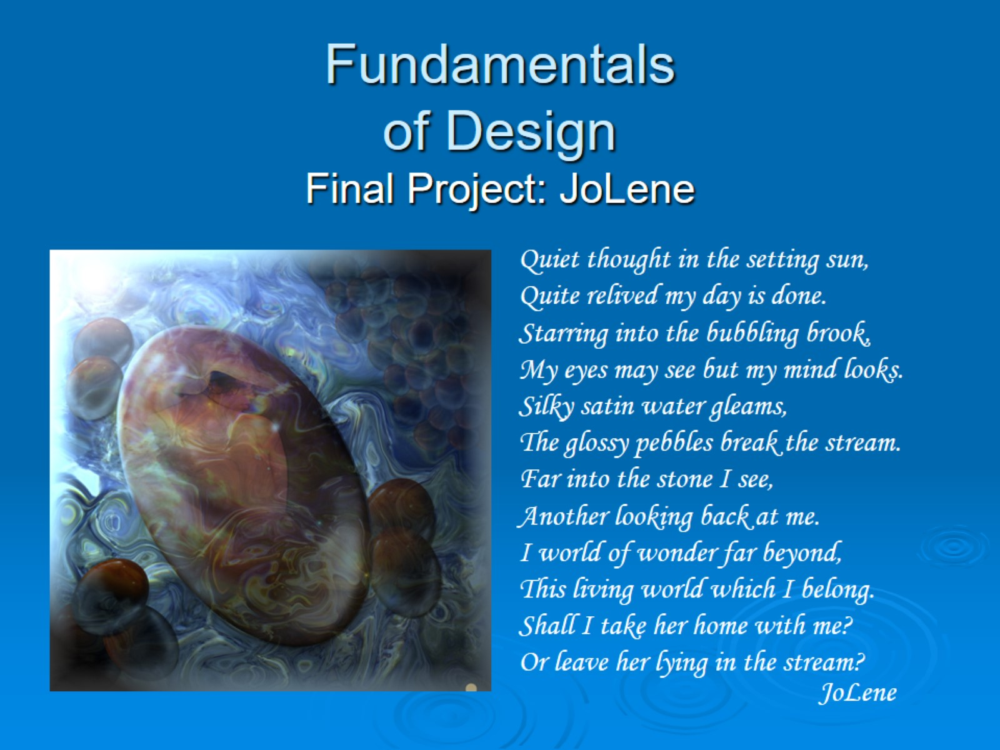 Fundamentals
of Design
Final Project: JoLene
Quiet thought in the setting sun,
Quite relived my day is done.
Starring into the bubbling brook,
My eyes may see but my mind looks.
Silky satin water gleams,
The glossy pebbles break the stream.
Far into the stone I see,
Another looking back at me.
I world of wonder far beyond,
This living world which I belong.
Shall I take her home with me?
Or leave her lying in the stream?
JoLene